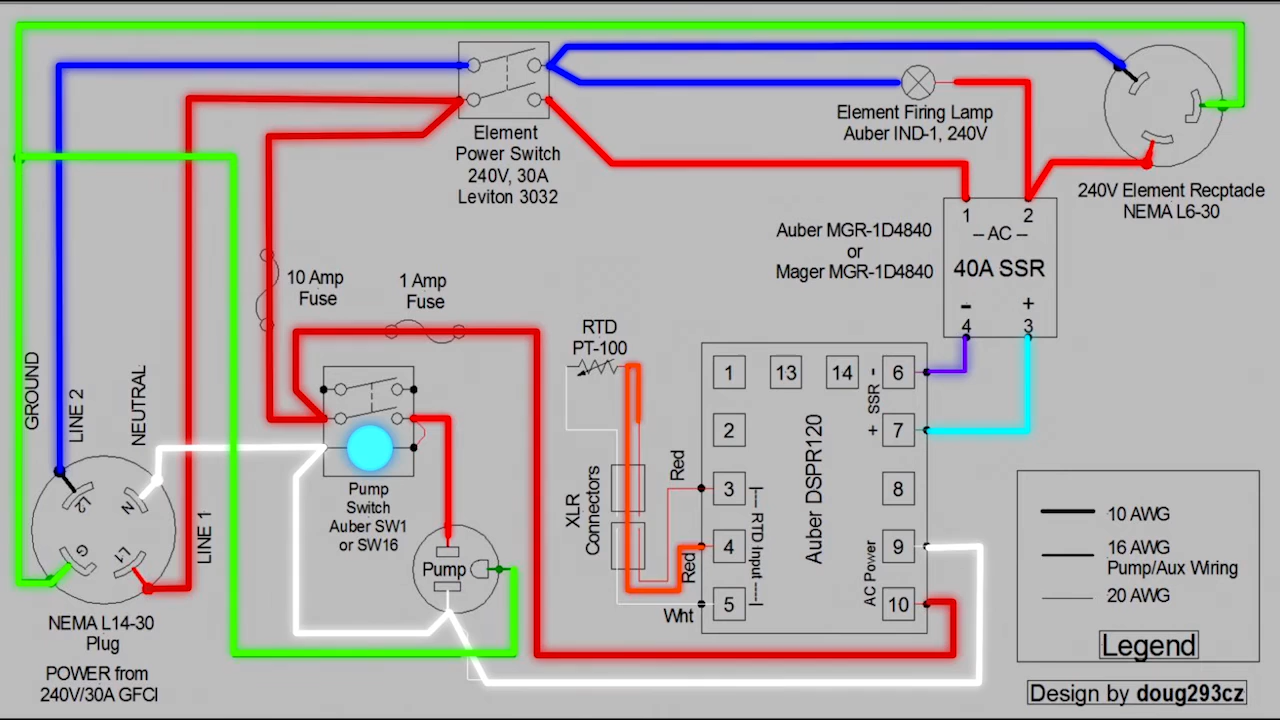 Element
Power Switch
240V, 30A
Leviton 3032
Element Firing Lamp
Auber IND-1, 240V
240V Element Recptacle
NEMA L6-30
Auber MGR-1D4840
or
Mager MGR-1D4840
1 2
– AC –
40A SSR
- +
4 3
10 Amp
Fuse
1 Amp
Fuse
RTD
PT-100
GROUND
LINE 2
NEUTRAL
LINE 1
L2
N
G
L1
NEMA L14-30
Plug
POWER from
240V/30A GFCI
Pump
Switch
Auber SW1
or SW16
Pump
XLR
Connectors
Red
Red
Wht
1 13 14 6
2 7
3 8
4 9
5 10
RTD Input
Auber DSPR120
+ SSR -
AC Power
10 AWG
16 AWG
Pump/Aux Wiring
20 AWG
Legend
Design by doug293cz